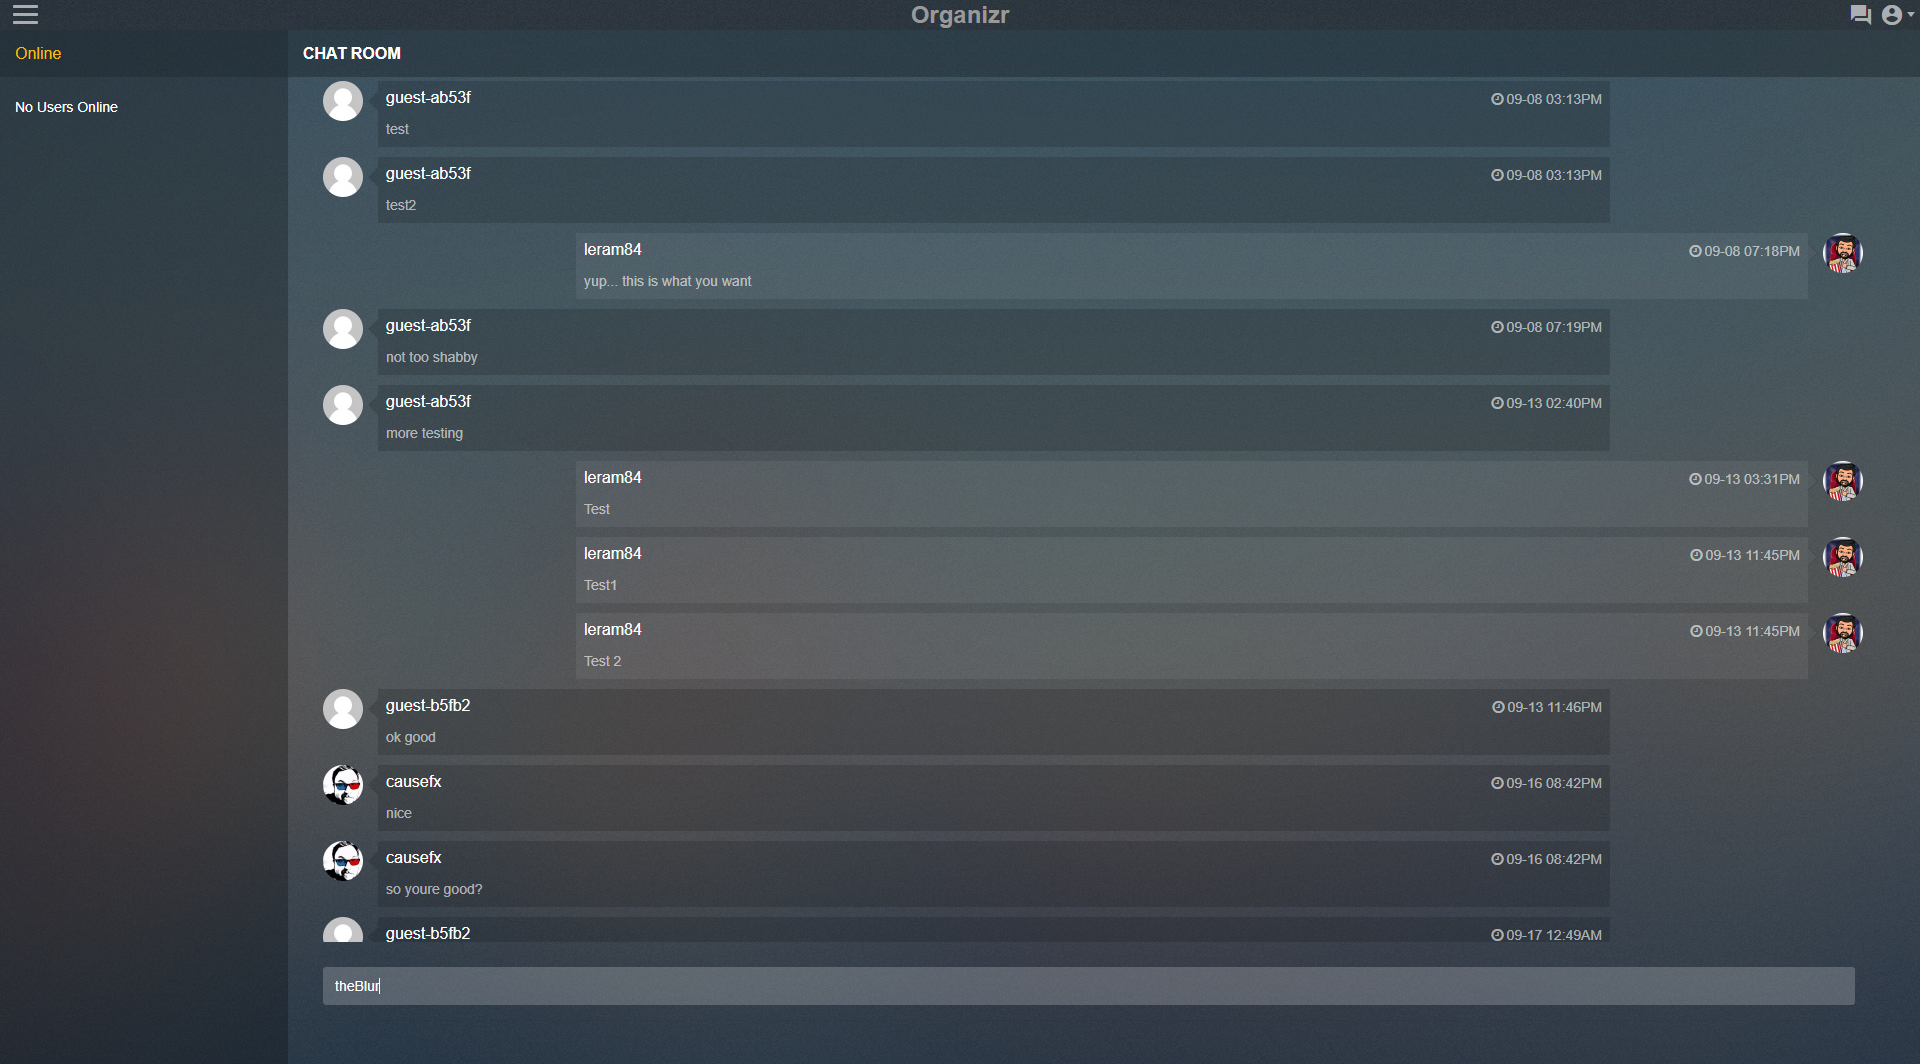 Organizr
Online
CHAT ROOM
No Users Online
guest-ab53f 09-08 03:13PM
test
guest-ab53f 09-08 03:13PM
test2
leram84 09-08 07:18PM
yup... this is what you want
guest-ab53f 09-08 07:19PM
not too shabby
guest-ab53f 09-13 02:40PM
more testing
leram84 09-13 03:31PM
Test
leram84 09-13 11:45PM
Test1
leram84 09-13 11:45PM
Test 2
guest-b5fb2 09-13 11:46PM
ok good
causefx 09-16 08:42PM
nice
causefx 09-16 08:42PM
so youre good?
guest-b5fb2 09-17 12:49AM
theBlur